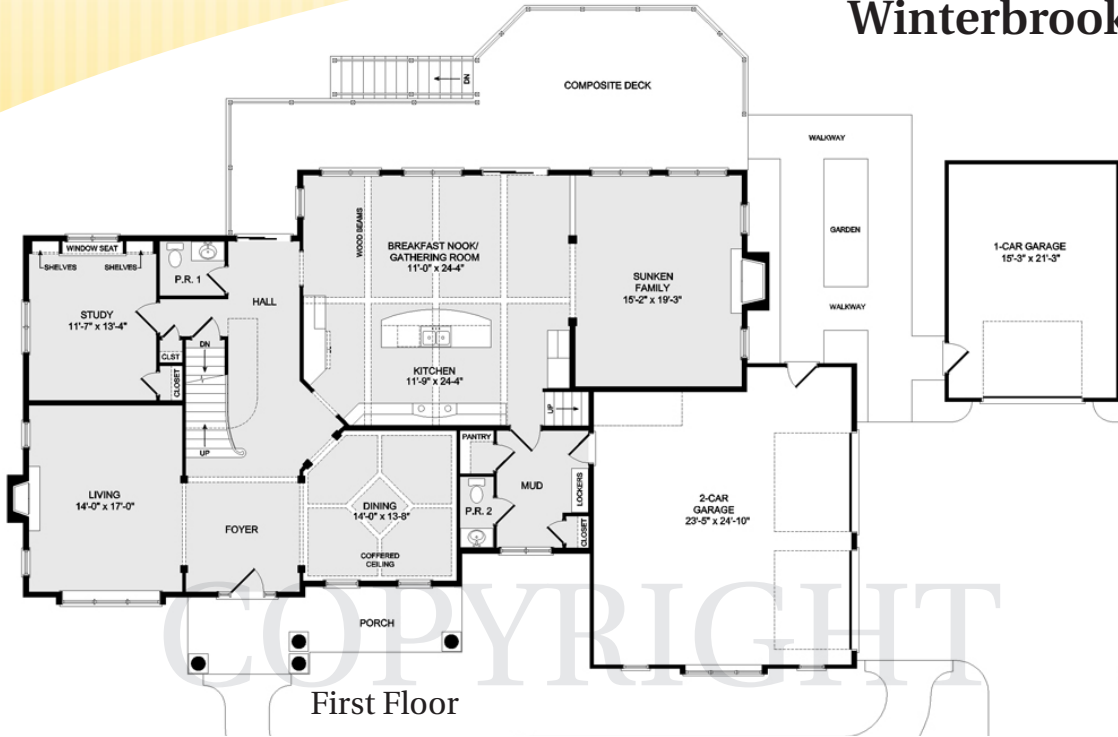 Winterbrook
COMPOSITE DECK
DN
WALKWAY
GARDEN
WALKWAY
1-CAR GARAGE
15'-3" x 21'-3"
WOOD BEAMS
BREAKFAST NOOK/
GATHERING ROOM
11'-0" x 24'-4"
SUNKEN
FAMILY
15'-2" x 19'-3"
WINDOW SEAT
SHELVES
SHELVES
P.R. 1
HALL
STUDY
11'-7" x 13'-4"
CLST
CLOSET
DN
UP
KITCHEN
11'-9" x 24'-4"
UP
PANTRY
MUD
LOCKERS
CLOSET
P.R. 2
LIVING
14'-0" x 17'-0"
FOYER
DINING
14'-0" x 13'-8"
COFFERED
CEILING
2-CAR
GARAGE
23'-5" x 24'-10"
PORCH
COPYRIGHT
First Floor